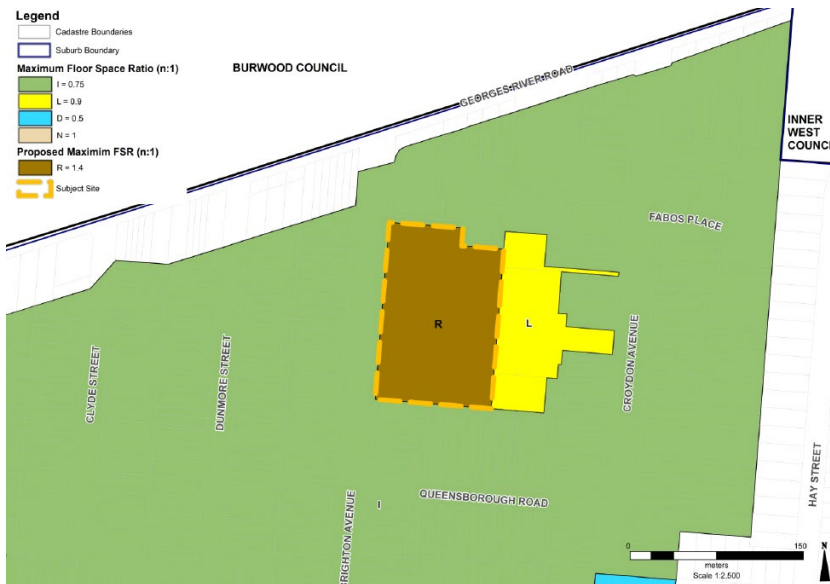 Legend
Cadastre Boundaries
Suburb Boundary
Maximum Floor Space Ratio (n:1)
I = 0.75
L = 0.9
D = 0.5
N = 1
Proposed Maximim FSR (n:1)
R = 1.4
Subject Site
BURWOOD COUNCIL
GEORGES RIVER ROAD
INNER
WEST
COUNCI
FABOS PLACE
R
L
CLYDE STREET
DUNMORE STREET
CROYDON AVENUE
HAY STREET
QUEENSBOROUGH ROAD
I
BRIGHTON AVENUE
0
150
meters
Scale 1:2,500
N